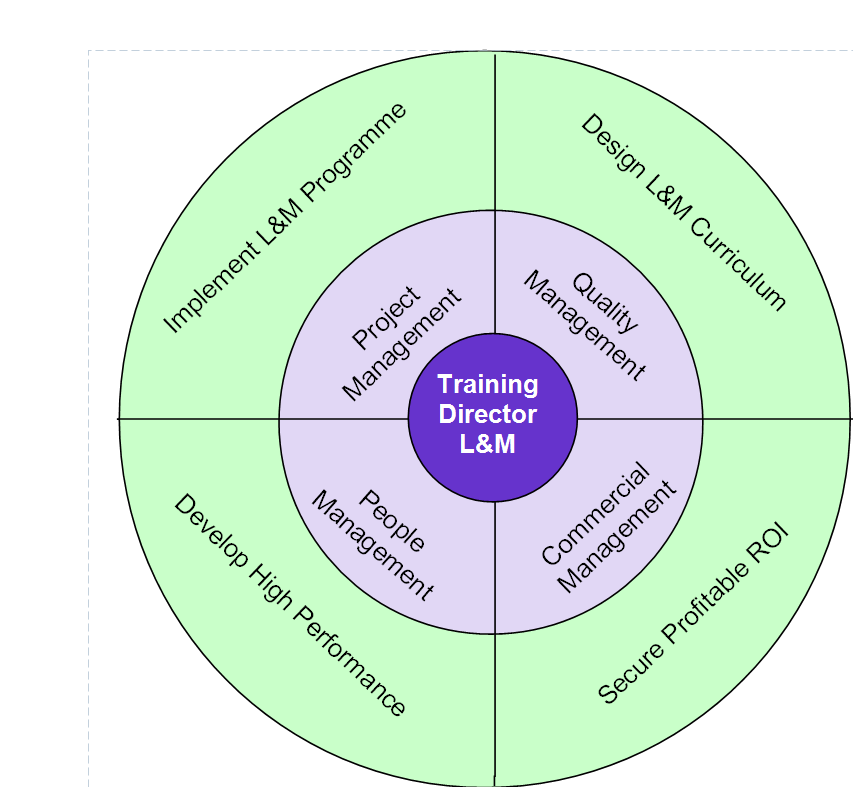 Implement L&M Programme
Design L&M Curriculum
Project
Management
Quality
Management
Training
Director
L&M
People
Management
Commercial
Management
Develop High Performance
Secure Profitable ROI